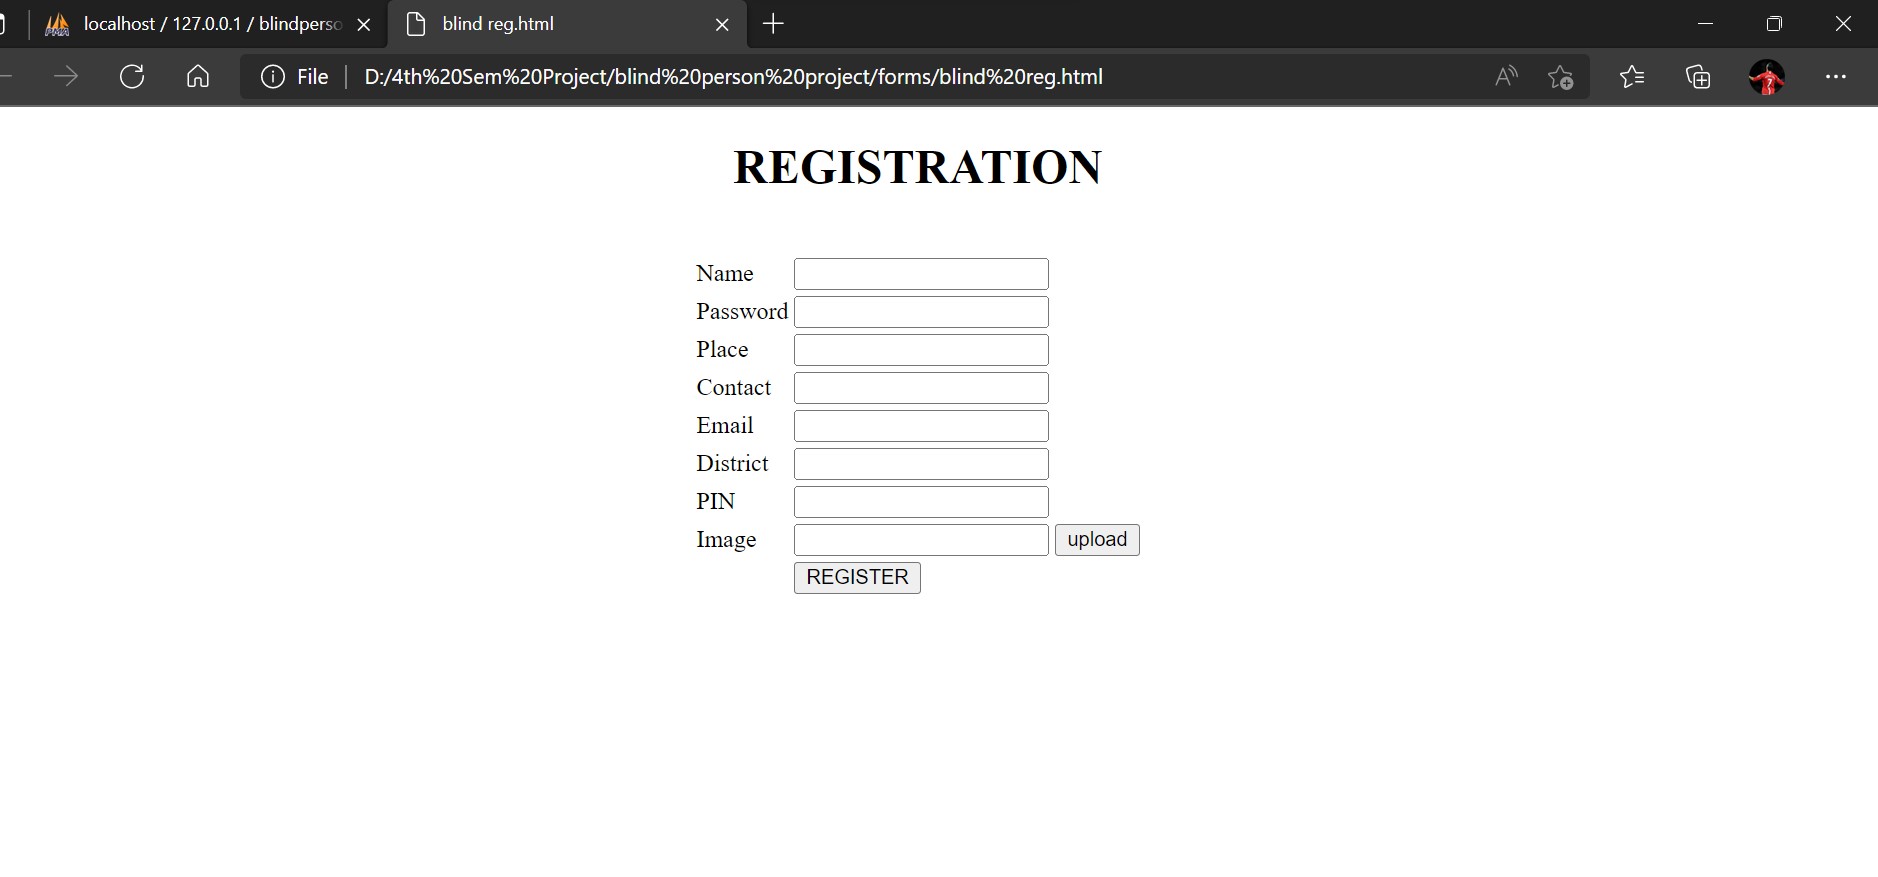 localhost / 127.0.0.1 / blindperso
blind reg.html
File D:/4th%20Sem%20Project/blind%20person%20project/forms/blind%20reg.html
REGISTRATION
Name
Password
Place
Contact
Email
District
PIN
Image upload
REGISTER